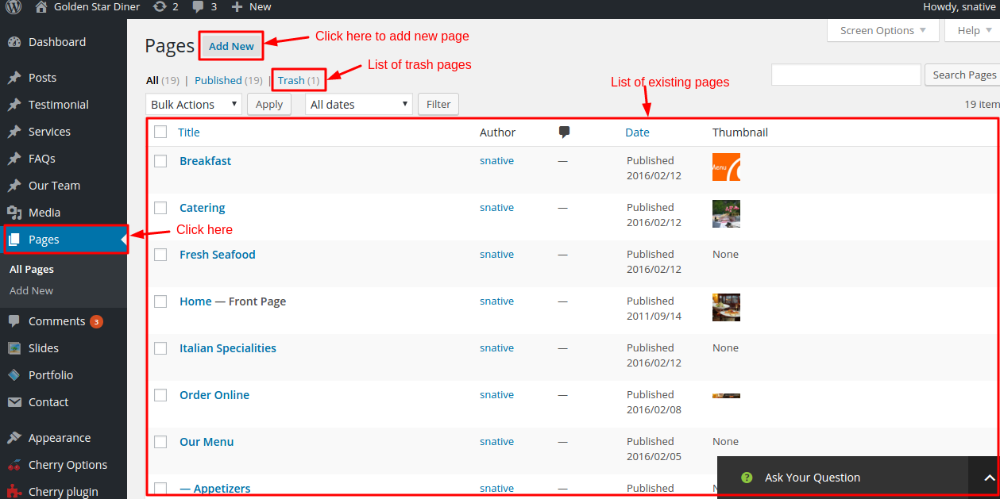 Golden Star Diner 2 3 New Howdy, snative
Screen Options Help
Pages Add New Click here to add new page
List of trash pages
All (19) | Published (19) | Trash (1)
List of existing pages
Search Pages
Bulk Actions Apply All dates Filter
Title Author Date Thumbnail
Breakfast snative — Published
2016/02/12
Menu
Catering snative — Published
2016/02/12
Fresh Seafood snative — Published None
2016/02/12
Home — Front Page snative — Published
2011/09/14
Italian Specialities snative — Published None
2016/02/12
Order Online snative — Published
2016/02/08
Our Menu snative — Published None
2016/02/05
— Appetizers snative — Published
Dashboard
Posts
Testimonial
Services
FAQs
Our Team
Media
Pages Click here
All Pages
Add New
Comments 3
Slides
Portfolio
Contact
Appearance
Cherry Options
Cherry plugin
? Ask Your Question